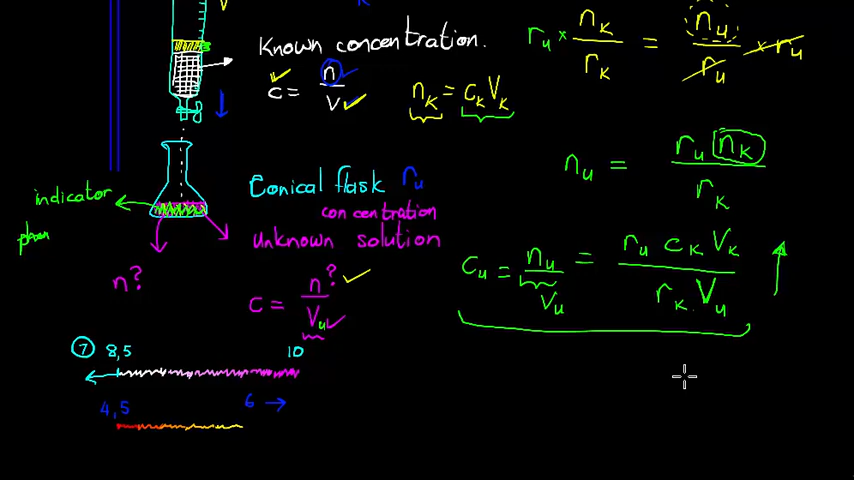 Known concentration.
c = n / V
n_K = c_K V_K
r_u × n_K / r_K = n_u / r_u × r_u
n_u = r_u n_K / r_K
indicator
Conical flask r_u
concentration
unknown solution
n?
c = n? / V_u
c_u = n_u / V_u = r_u c_K V_K / r_K . V_u
7 8,5 10
4,5 6